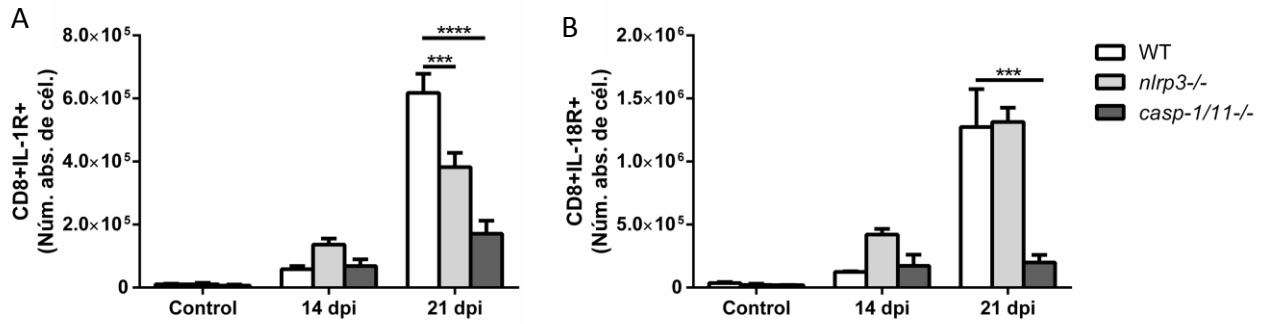 A
CD8+IL-1R+
(Núm. abs. de cél.)
8.0×10⁵
6.0×10⁵
4.0×10⁵
2.0×10⁵
0
****
***
Control
14 dpi
21 dpi
B
CD8+IL-18R+
(Núm. abs. de cél.)
2.0×10⁶
1.5×10⁶
1.0×10⁶
5.0×10⁵
0
***
Control
14 dpi
21 dpi
WT
nlrp3-/-
casp-1/11-/-